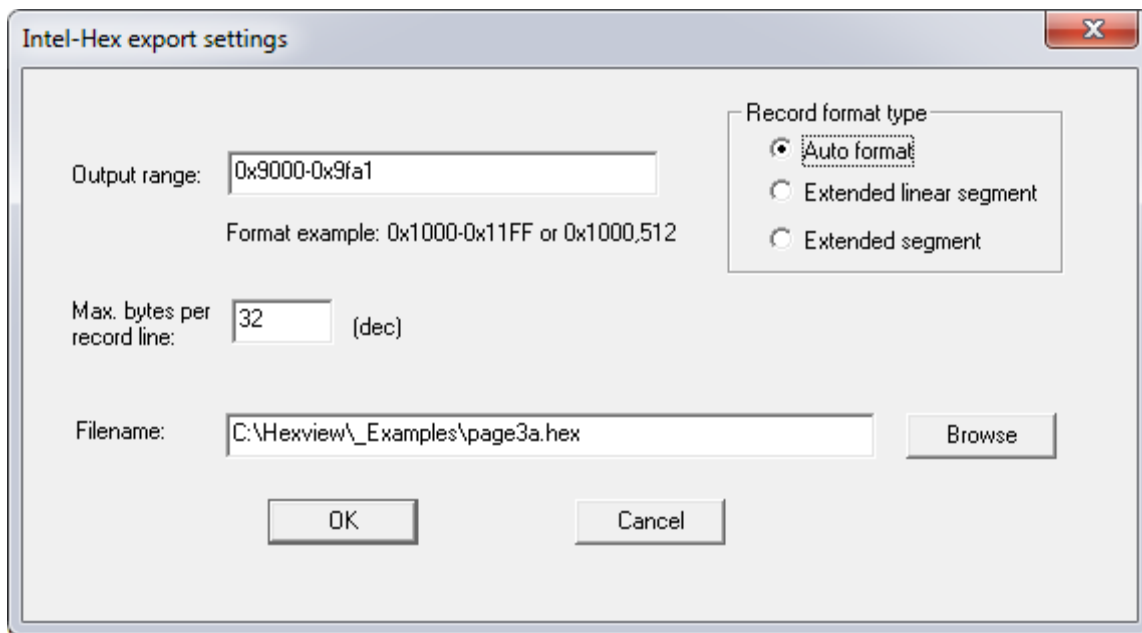 Intel-Hex export settings
Output range:
0x9000-0x9fa1
Format example: 0x1000-0x11FF or 0x1000,512
Record format type
Auto format
Extended linear segment
Extended segment
Max. bytes per
record line:
32
(dec)
Filename:
C:\Hexview\_Examples\page3a.hex
Browse
OK
Cancel